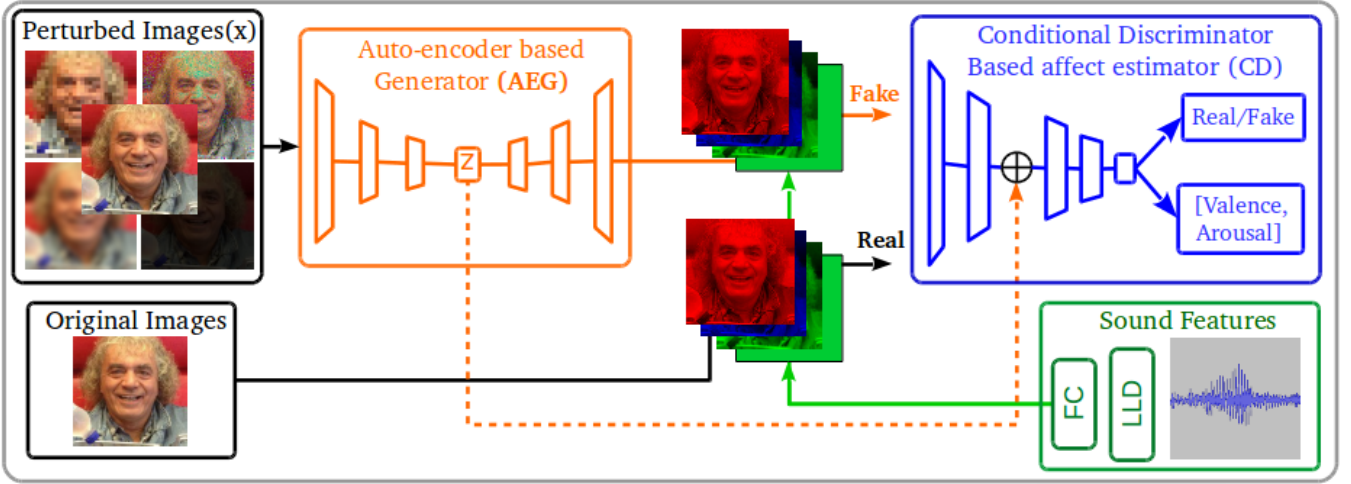 Perturbed Images(x)
Auto-encoder based
Generator (AEG)
Z
Fake
Conditional Discriminator
Based affect estimator (CD)
Real/Fake
[Valence,
Arousal]
Real
Original Images
Sound Features
FC
LLD